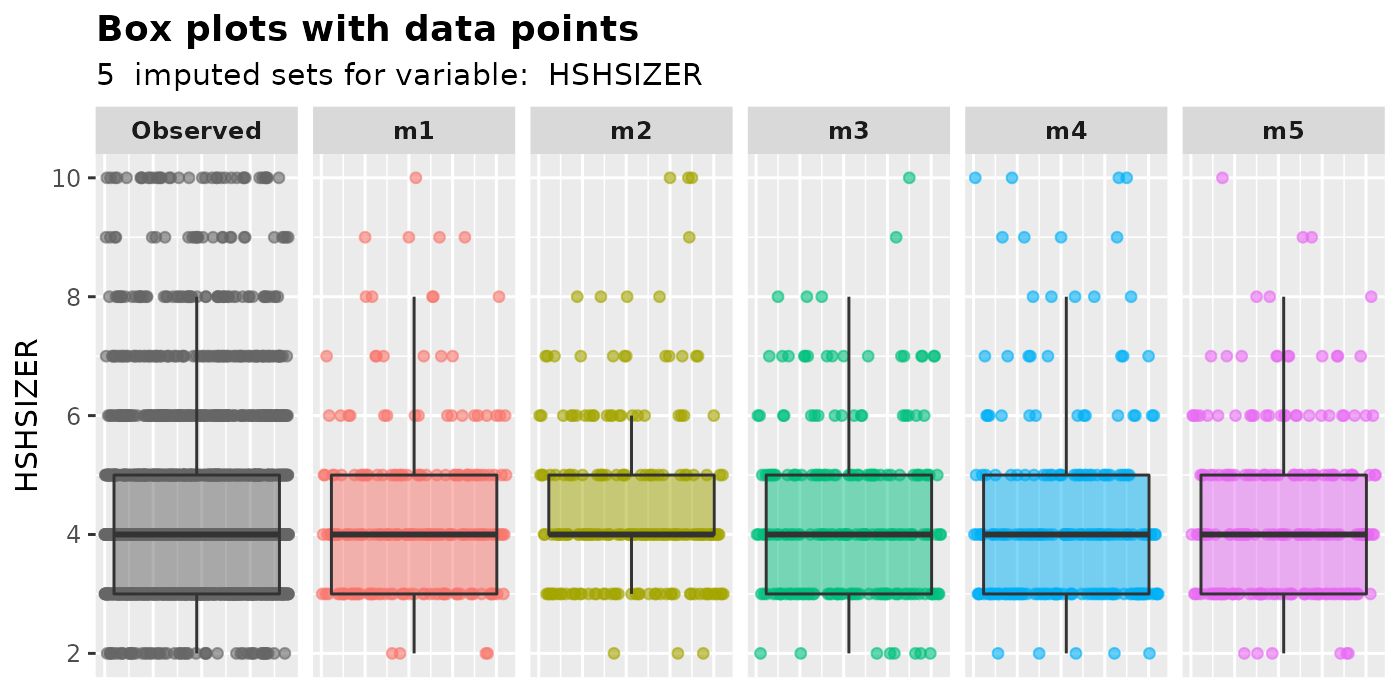 Box plots with data points
5  imputed sets for variable:  HSHSIZER
Observed
m1
m2
m3
m4
m5
HSHSIZER
10
8
6
4
2